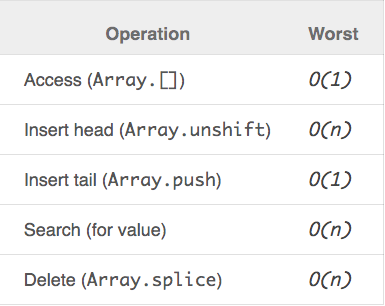 Operation Worst
Access (Array.[]) O(1)
Insert head (Array.unshift) O(n)
Insert tail (Array.push) O(1)
Search (for value) O(n)
Delete (Array.splice) O(n)